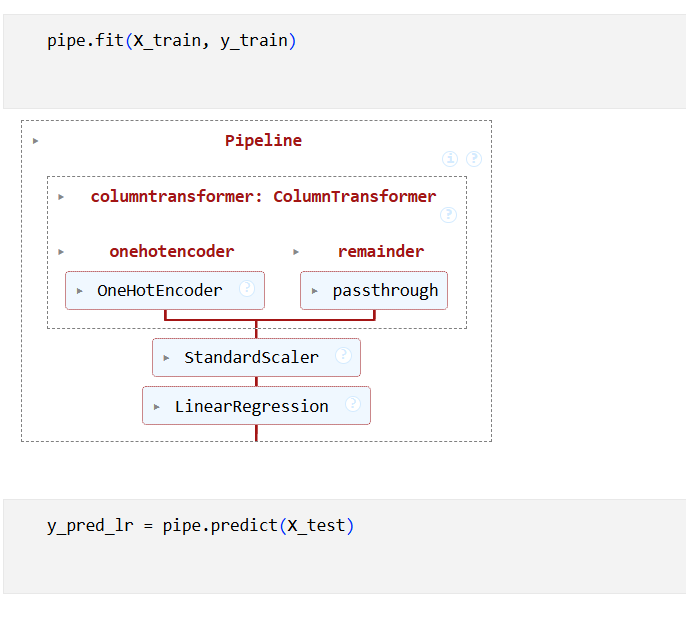 pipe.fit(X_train, y_train)
Pipeline
i ?
columntransformer: ColumnTransformer
?
onehotencoder remainder
OneHotEncoder ? passthrough
StandardScaler ?
LinearRegression ?
y_pred_lr = pipe.predict(X_test)